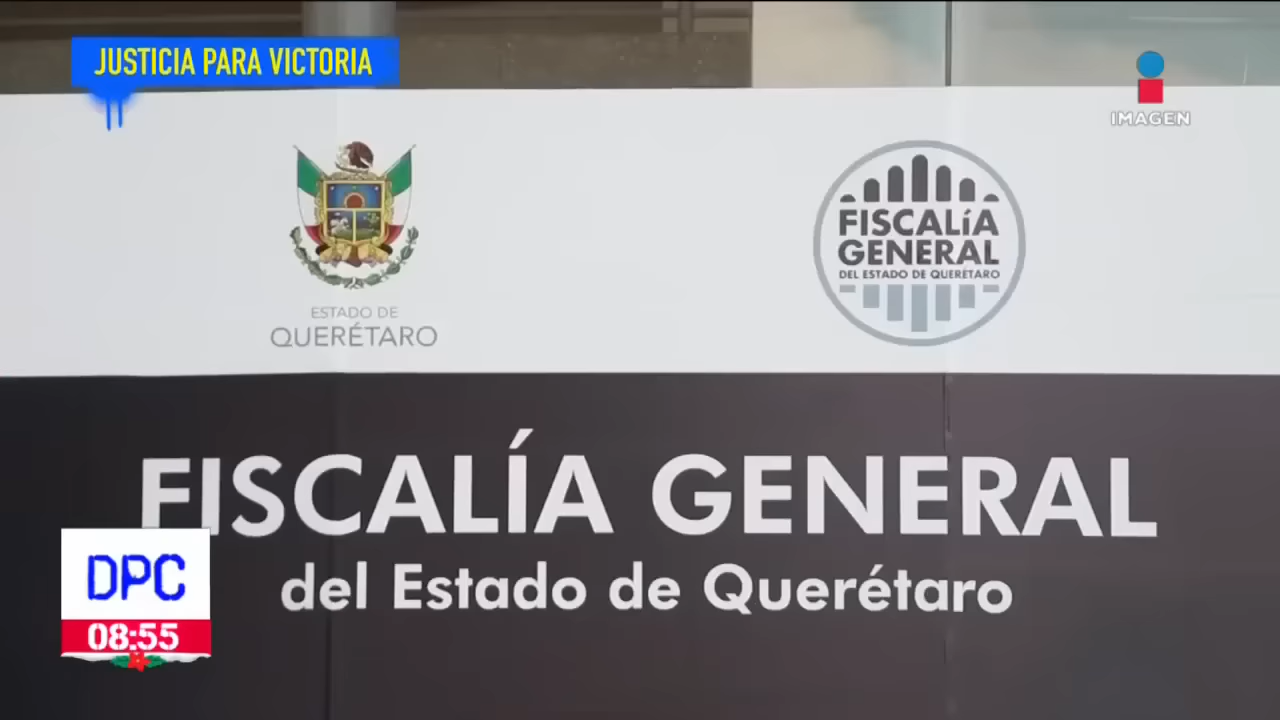 JUSTICIA PARA VICTORIA
IMAGEN
ESTADO DE
QUERÉTARO
FISCALÍA
GENERAL
DEL ESTADO DE QUERÉTARO
FISCALÍA GENERAL
del Estado de Querétaro
DPC
08:55